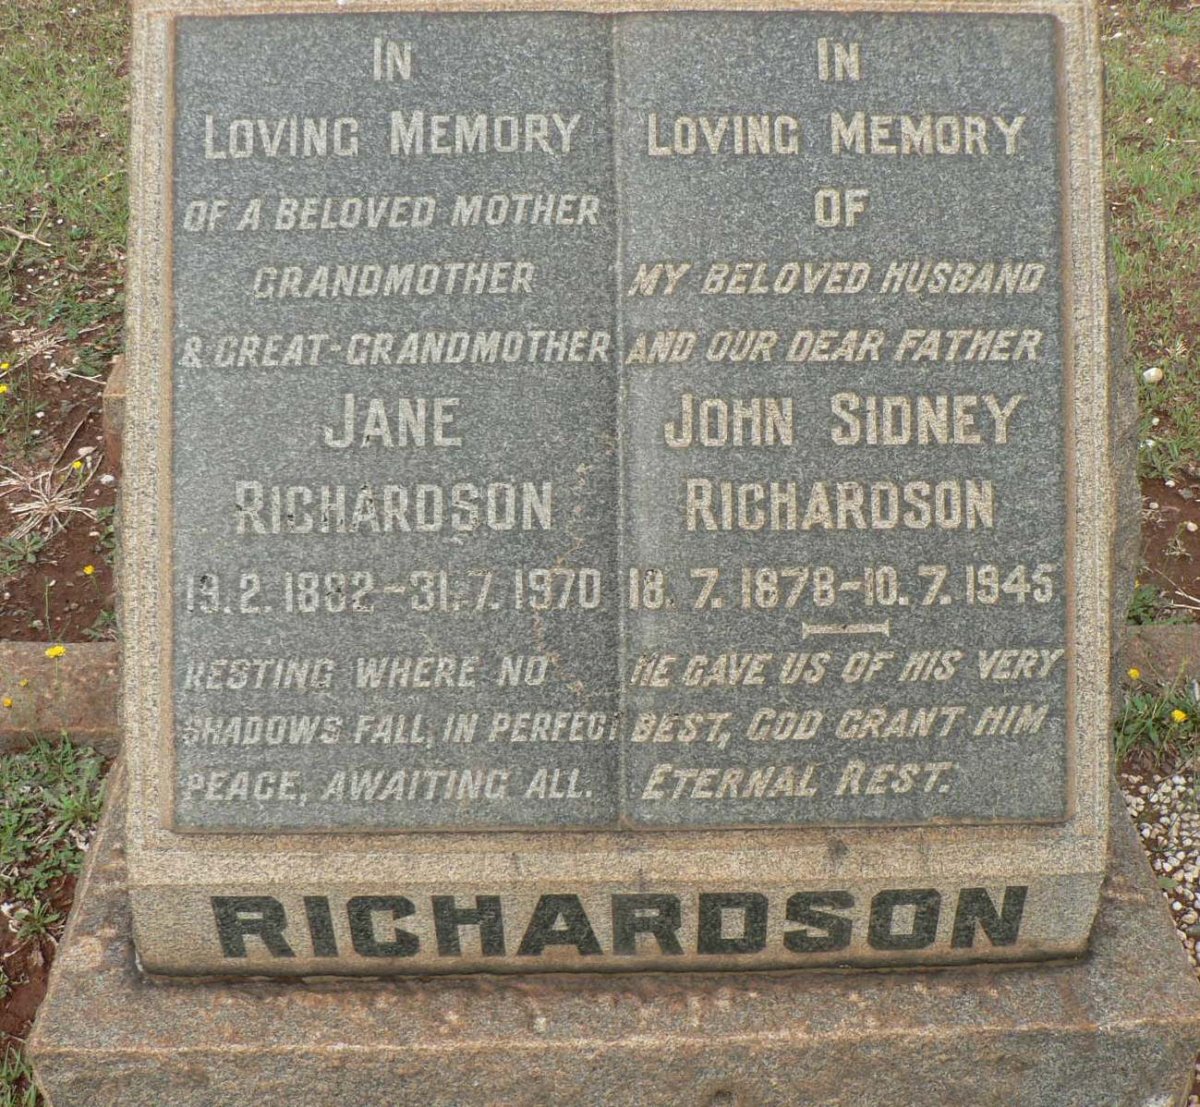 IN
LOVING MEMORY
OF A BELOVED MOTHER
GRANDMOTHER
& GREAT-GRANDMOTHER
JANE
RICHARDSON
19.2.1882-31.7.1970
RESTING WHERE NO
SHADOWS FALL, IN PERFECT
PEACE, AWAITING ALL.
IN
LOVING MEMORY
OF
MY BELOVED HUSBAND
AND OUR DEAR FATHER
JOHN SIDNEY
RICHARDSON
18.7.1878-10.7.1945
HE GAVE US OF HIS VERY
BEST, GOD GRANT HIM
ETERNAL REST.
RICHARDSON